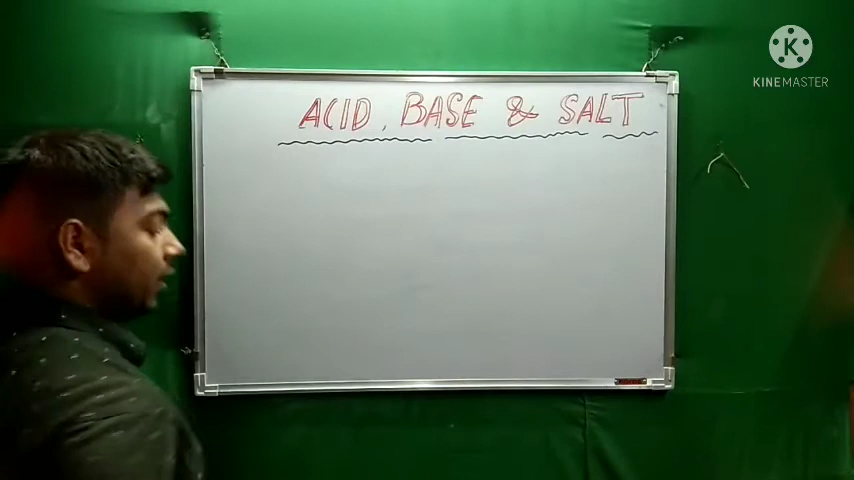 K
KINEMASTER
ACID, BASE & SALT